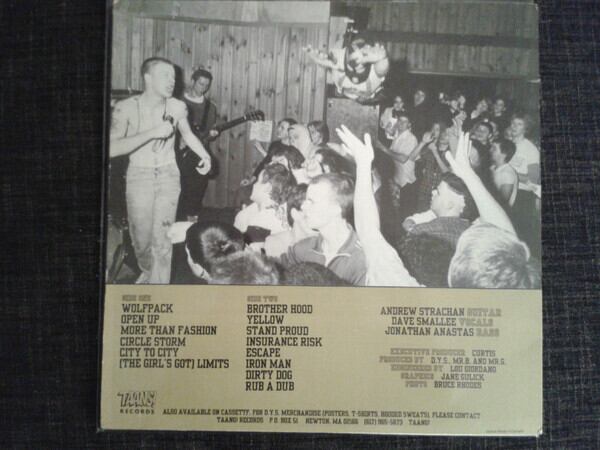 SIDE ONE
WOLFPACK
OPEN UP
MORE THAN FASHION
CIRCLE STORM
CITY TO CITY
(THE GIRL'S GOT) LIMITS
SIDE TWO
BROTHER HOOD
YELLOW
STAND PROUD
INSURANCE RISK
ESCAPE
IRON MAN
DIRTY DOG
RUB A DUB
ANDREW STRACHAN GUITAR
DAVE SMALLEE VOCALS
JONATHAN ANASTAS BASS
EXECUTIVE PRODUCER CURTIS
PRODUCED BY D.Y.S., MR.B. AND MR.G.
ENGINEERED BY LOU GIORDANO
GRAPHICS JANE GULICK
PHOTO BRUCE RHODES
TAANG!
RECORDS
ALSO AVAILABLE ON CASSETTE. FOR D.Y.S. MERCHANDISE (POSTERS, T-SHIRTS, HOODED SWEATS), PLEASE CONTACT
TAANG! RECORDS P.O. BOX 51 NEWTON, MA 02166 TAANG!